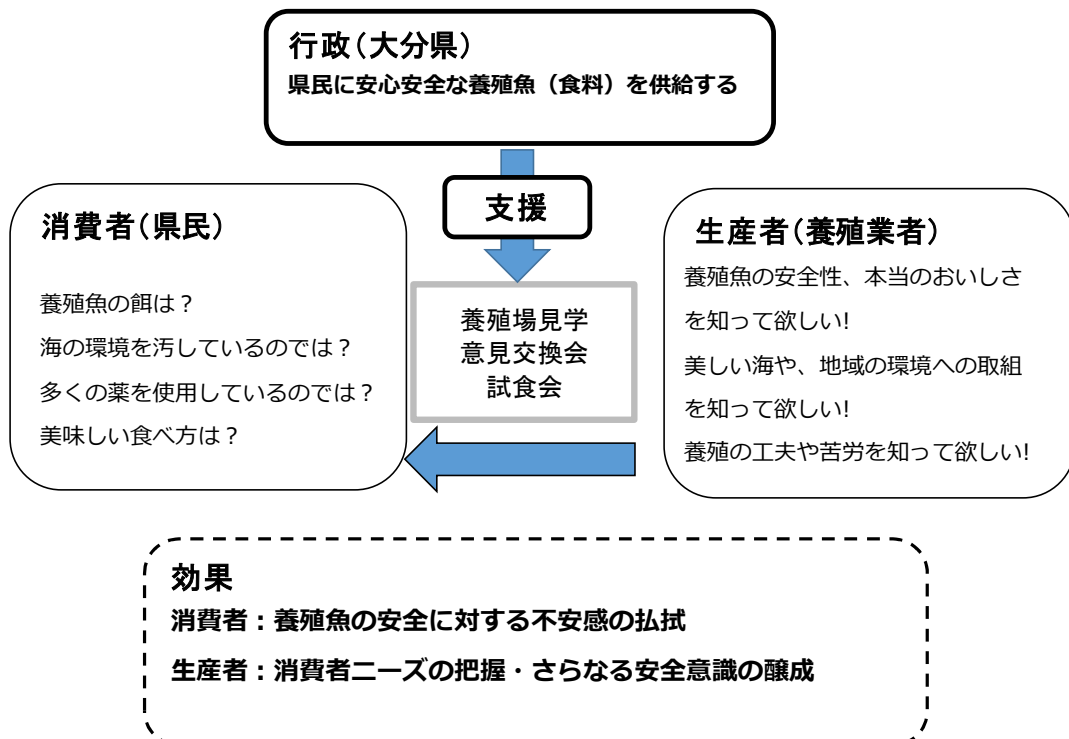 行政（大分県）
県民に安心安全な養殖魚（食料）を供給する
支援
消費者（県民）
養殖魚の餌は？
海の環境を汚しているのでは？
多くの薬を使用しているのでは？
美味しい食べ方は？
養殖場見学
意見交換会
試食会
生産者（養殖業者）
養殖魚の安全性、本当のおいしさ
を知って欲しい!
美しい海や、地域の環境への取組
を知って欲しい!
養殖の工夫や苦労を知って欲しい!
効果
消費者：養殖魚の安全に対する不安感の払拭
生産者：消費者ニーズの把握・さらなる安全意識の醸成